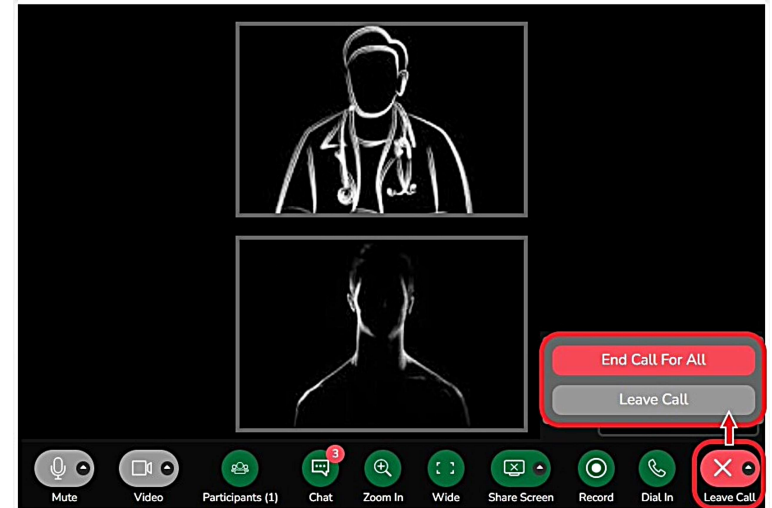 End Call For All
Leave Call
3
Mute Video Participants (1) Chat Zoom In Wide Share Screen Record Dial In Leave Call